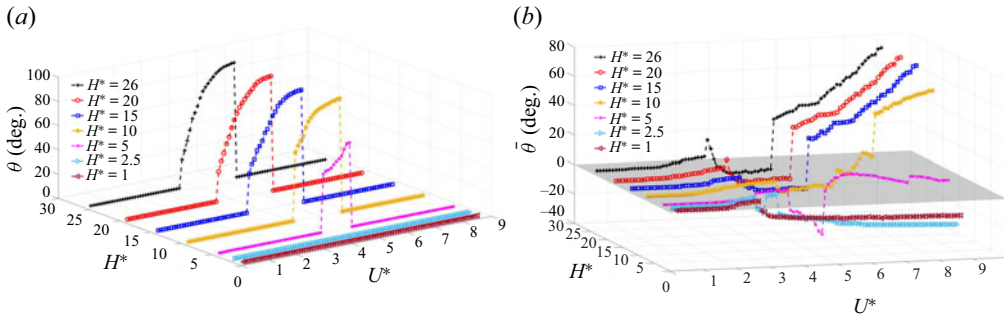 (a)
100
80
60
40
20
0
θ (deg.)
H* = 26
H* = 20
H* = 15
H* = 10
H* = 5
H* = 2.5
H* = 1
30
25
20
15
10
5
0
H*
1
2
3
4
5
6
7
8
9
U*
(b)
80
60
40
20
0
−20
−40
θ̄ (deg.)
H* = 26
H* = 20
H* = 15
H* = 10
H* = 5
H* = 2.5
H* = 1
30
25
20
15
10
5
0
H*
1
2
3
4
5
6
7
8
9
U*